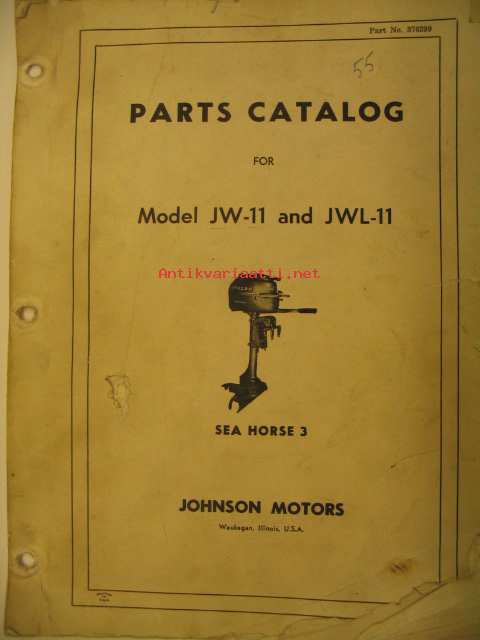 Part No. 376299
55
PARTS CATALOG
FOR
Model JW-11 and JWL-11
Antikvariaatti.net
SEA HORSE 3
JOHNSON MOTORS
Waukegan, Illinois, U.S.A.